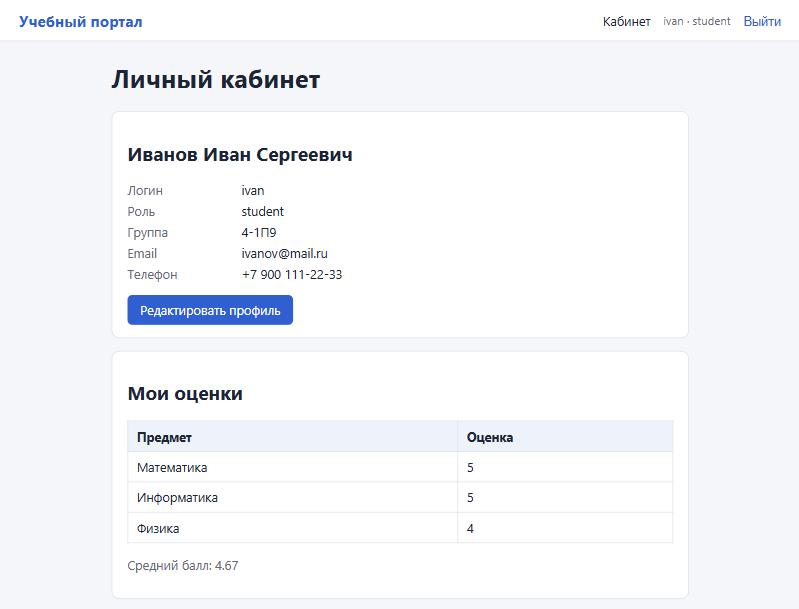 Учебный портал Кабинет ivan · student Выйти
Личный кабинет
Иванов Иван Сергеевич
Логин ivan
Роль student
Группа 4-1П9
Email ivanov@mail.ru
Телефон +7 900 111-22-33
Редактировать профиль
Мои оценки
Предмет Оценка
Математика 5
Информатика 5
Физика 4
Средний балл: 4.67